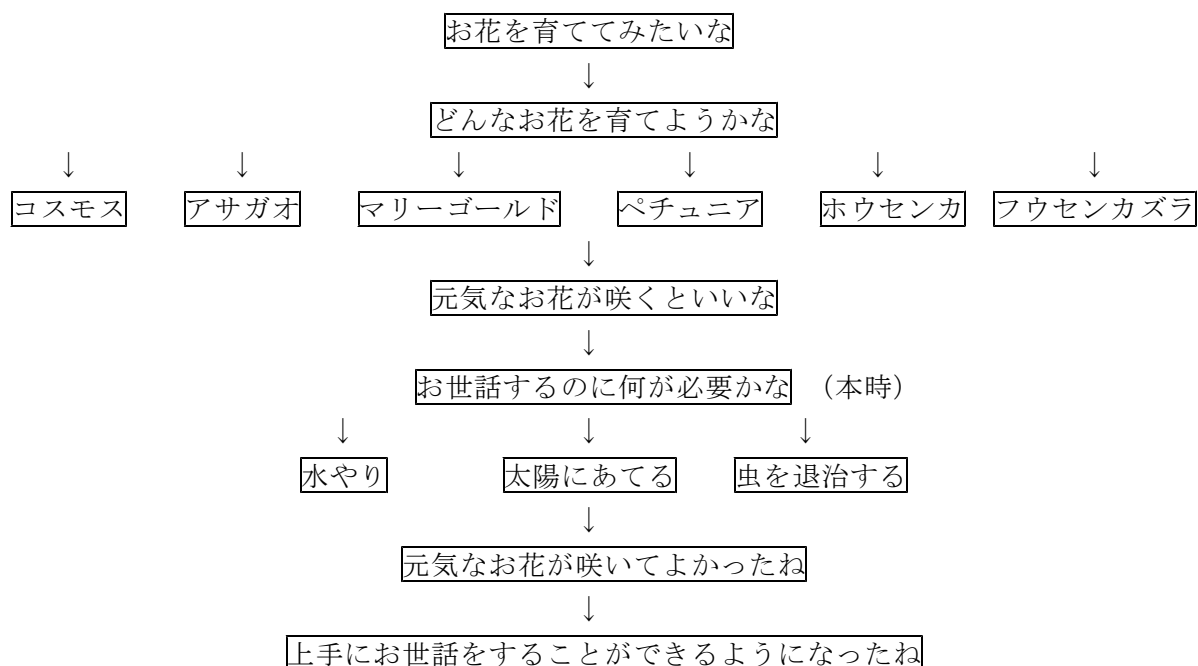 お花を育ててみたいな
↓
どんなお花を育てようかな
↓ ↓ ↓ ↓ ↓ ↓
コスモス アサガオ マリーゴールド ペチュニア ホウセンカ フウセンカズラ
↓
元気なお花が咲くといいな
↓
お世話するのに何が必要かな (本時)
↓ ↓ ↓
水やり 太陽にあてる 虫を退治する
↓
元気なお花が咲いてよかったね
↓
上手にお世話をすることができるようになったね